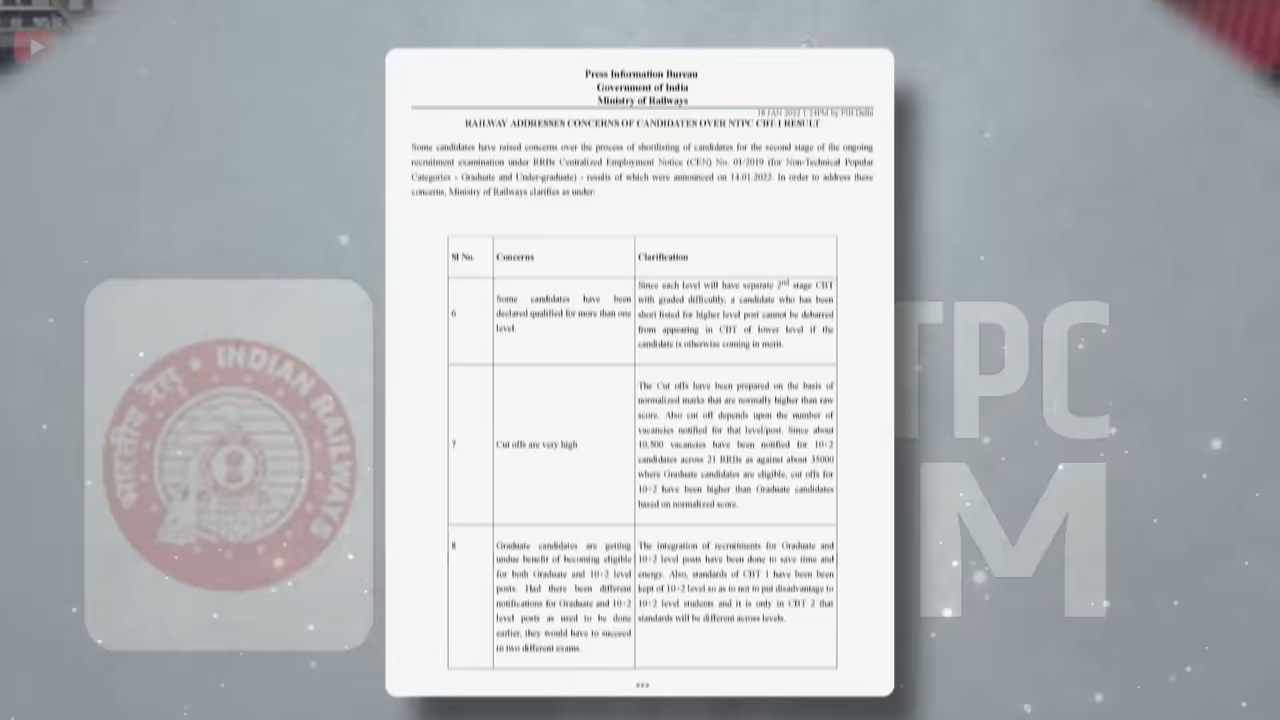 Press Information Bureau
Government of India
Ministry of Railways
18 JAN 2022 1:24PM by PIB Delhi
RAILWAY ADDRESSES CONCERNS OF CANDIDATES OVER NTPC CBT-1 RESULT
Some candidates have raised concerns over the process of shortlisting of candidates for the second stage of the ongoing
recruitment examination under RRBs Centralized Employment Notice (CEN) No. 01/2019 (for Non-Technical Popular
Categories - Graduate and Under-graduate) - results of which were announced on 14.01.2022. In order to address these
concerns, Ministry of Railways clarifies as under:
Sl No.
Concerns
Clarification
6
Some candidates have been
declared qualified for more than one
level.
Since each level will have separate 2nd stage CBT
with graded difficultly, a candidate who has been
short listed for higher level post cannot be debarred
from appearing in CBT of lower level if the
candidate is otherwise coming in merit.
7
Cut offs are very high
The Cut offs have been prepared on the basis of
normalized marks that are normally higher than raw
score. Also cut off depends upon the number of
vacancies notified for that level/post. Since about
10,500 vacancies have been notified for 10+2
candidates across 21 RRBs as against about 35000
where Graduate candidates are eligible, cut offs for
10+2 have been higher than Graduate candidates
based on normalized score.
8
Graduate candidates are getting
undue benefit of becoming eligible
for both Graduate and 10+2 level
posts. Had there been different
notifications for Graduate and 10+2
level posts as used to be done
earlier, they would have to succeed
in two different exams.
The integration of recruitments for Graduate and
10+2 level posts have been done to save time and
energy. Also, standards of CBT 1 have been been
kept of 10+2 level so as to not to put disadvantage to
10+2 level students and it is only in CBT 2 that
standards will be different across levels.
भारतीय रेल • INDIAN RAILWAYS
TPC
M